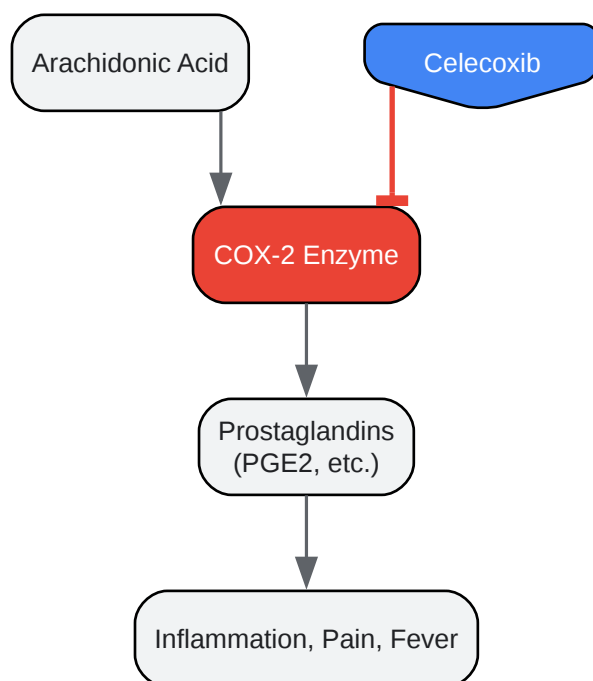 Arachidonic Acid
Celecoxib
COX-2 Enzyme
Prostaglandins
(PGE2, etc.)
Inflammation, Pain, Fever